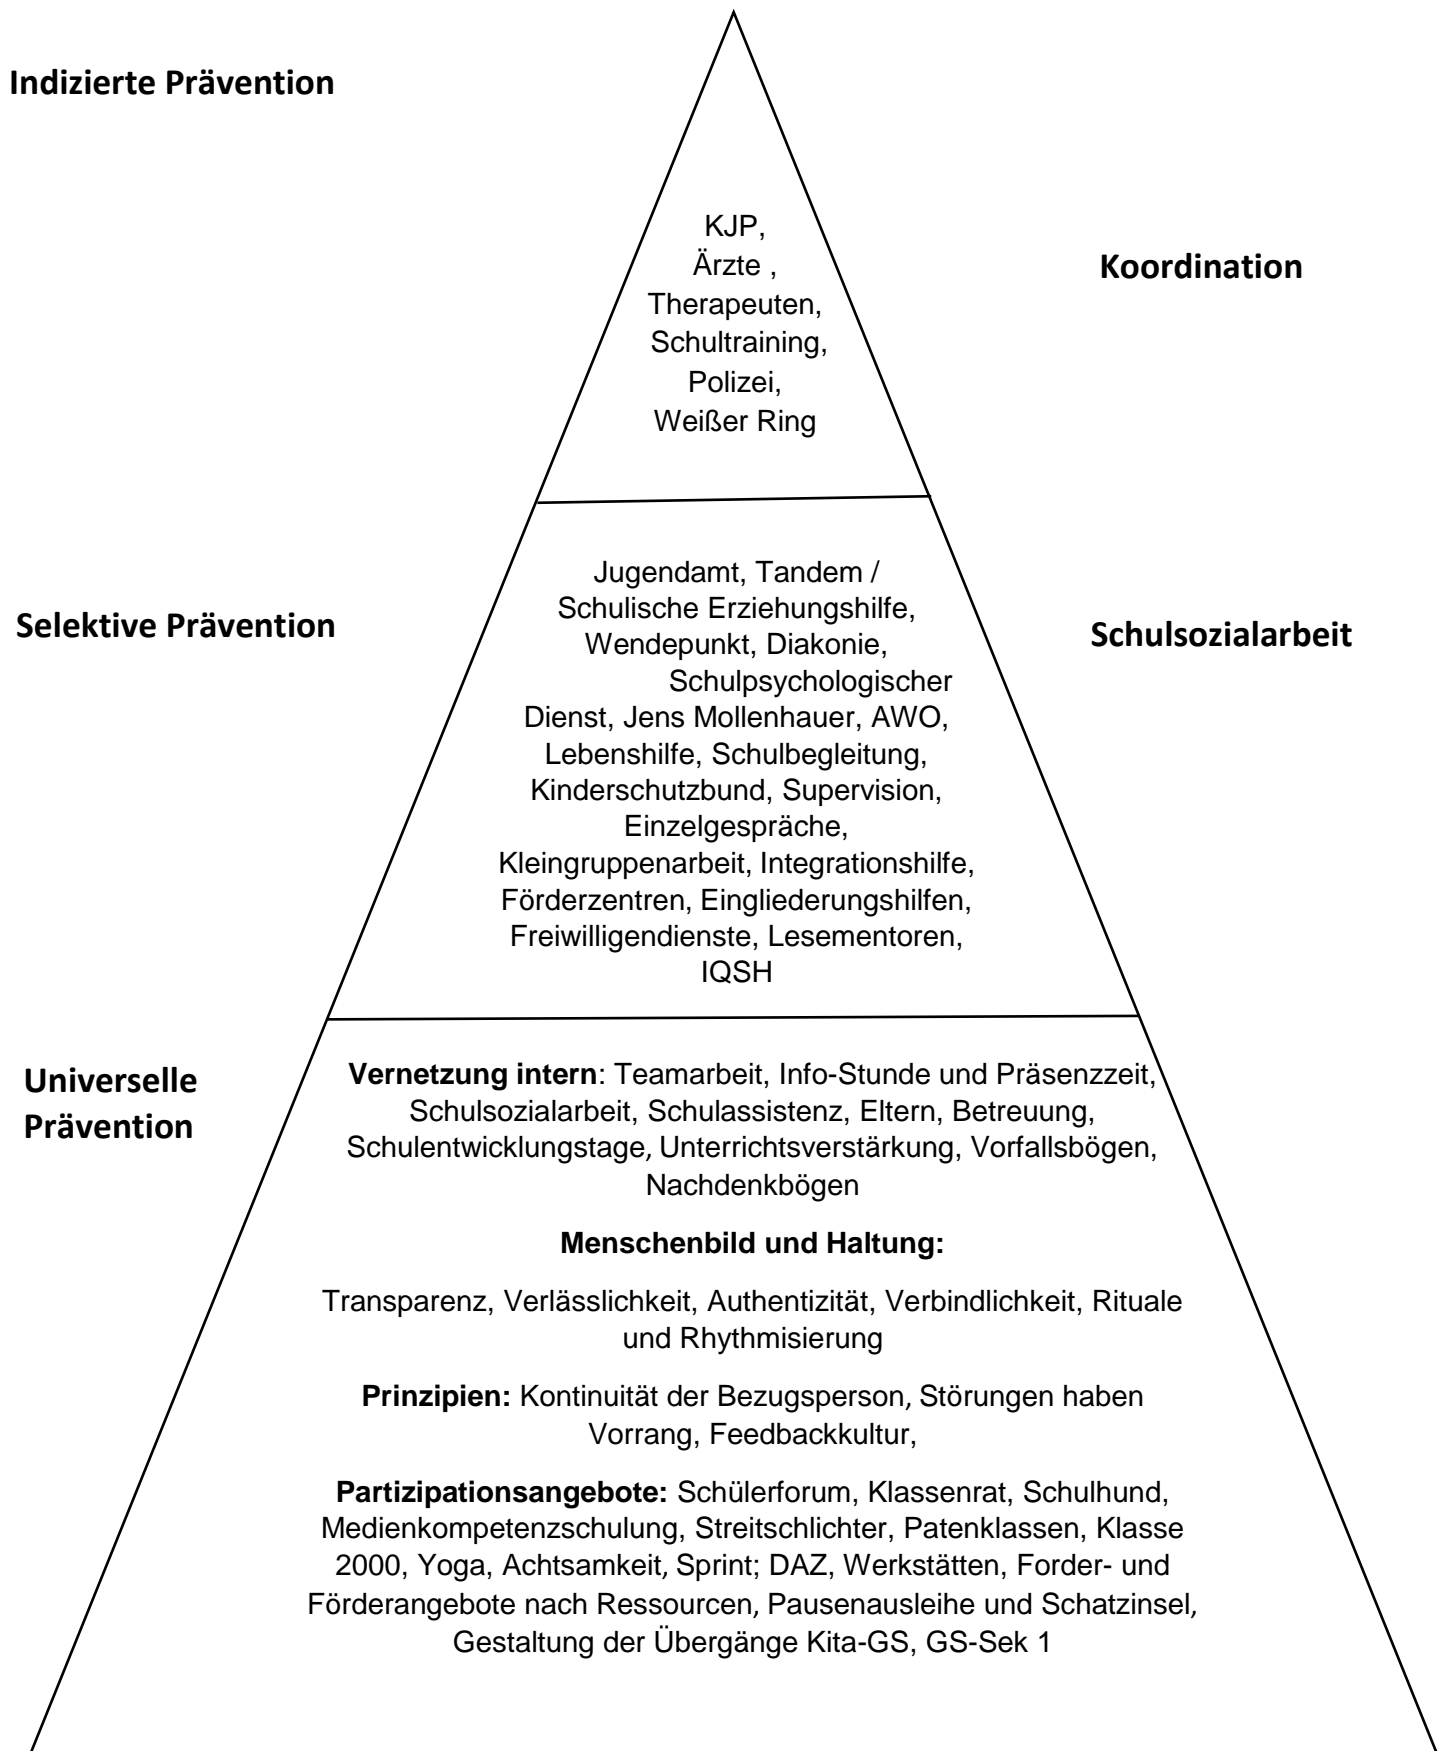 Indizierte Prävention
KJP,
Ärzte ,
Therapeuten,
Schultraining,
Polizei,
Weißer Ring
Koordination
Selektive Prävention
Jugendamt, Tandem /
Schulische Erziehungshilfe,
Wendepunkt, Diakonie,
Schulpsychologischer
Dienst, Jens Mollenhauer, AWO,
Lebenshilfe, Schulbegleitung,
Kinderschutzbund, Supervision,
Einzelgespräche,
Kleingruppenarbeit, Integrationshilfe,
Förderzentren, Eingliederungshilfen,
Freiwilligendienste, Lesementoren,
IQSH
Schulsozialarbeit
Universelle
Prävention
Vernetzung intern: Teamarbeit, Info-Stunde und Präsenzzeit,
Schulsozialarbeit, Schulassistenz, Eltern, Betreuung,
Schulentwicklungstage, Unterrichtsverstärkung, Vorfallsbögen,
Nachdenkbögen
Menschenbild und Haltung:
Transparenz, Verlässlichkeit, Authentizität, Verbindlichkeit, Rituale
und Rhythmisierung
Prinzipien: Kontinuität der Bezugsperson, Störungen haben
Vorrang, Feedbackkultur,
Partizipationsangebote: Schülerforum, Klassenrat, Schulhund,
Medienkompetenzschulung, Streitschlichter, Patenklassen, Klasse
2000, Yoga, Achtsamkeit, Sprint; DAZ, Werkstätten, Forder- und
Förderangebote nach Ressourcen, Pausenausleihe und Schatzinsel,
Gestaltung der Übergänge Kita-GS, GS-Sek 1